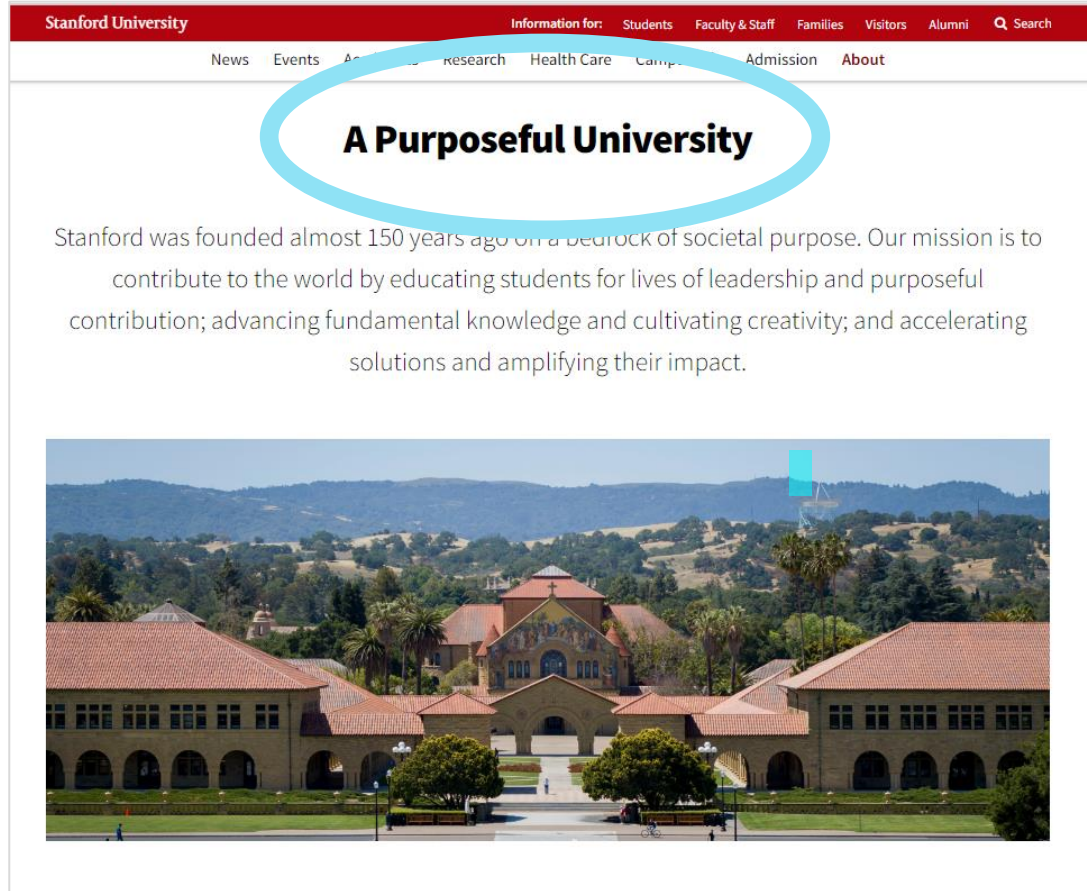 Stanford University
Information for: Students Faculty & Staff Families Visitors Alumni Search
News Events Research Health Care Admission About
A Purposeful University
Stanford was founded almost 150 years ago on a bedrock of societal purpose. Our mission is to
contribute to the world by educating students for lives of leadership and purposeful
contribution; advancing fundamental knowledge and cultivating creativity; and accelerating
solutions and amplifying their impact.